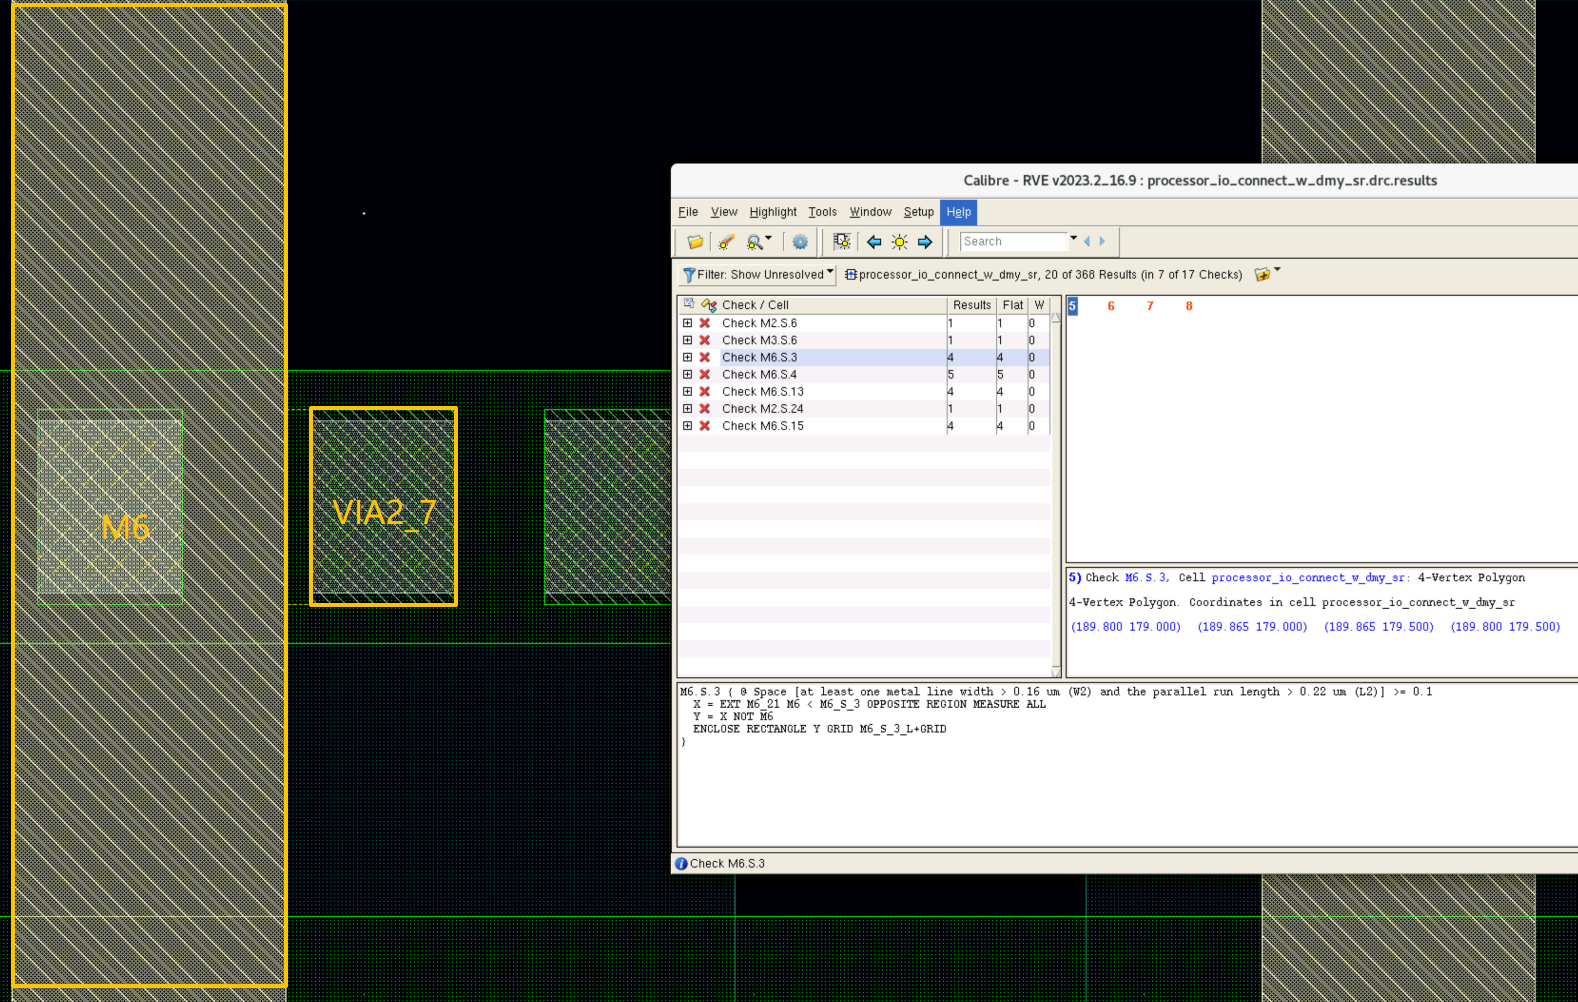 Calibre - RVE v2023.2_16.9 : processor_io_connect_w_dmy_sr.drc.results
File View Highlight Tools Window Setup Help
Search
Filter: Show Unresolved processor_io_connect_w_dmy_sr, 20 of 368 Results (in 7 of 17 Checks)
Check / Cell Results Flat W
Check M2.S.6 1 1 0
Check M3.S.6 1 1 0
Check M6.S.3 4 4 0
Check M6.S.4 5 5 0
Check M6.S.13 4 4 0
Check M2.S.24 1 1 0
Check M6.S.15 4 4 0
5 6 7 8
5) Check M6.S.3, Cell processor_io_connect_w_dmy_sr: 4-Vertex Polygon
4-Vertex Polygon. Coordinates in cell processor_io_connect_w_dmy_sr
(189.800 179.000) (189.865 179.000) (189.865 179.500) (189.800 179.500)
M6.S.3 { @ Space [at least one metal line width > 0.16 um (W2) and the parallel run length > 0.22 um (L2)] >= 0.1
X = EXT M6_21 M6 < M6_S_3 OPPOSITE REGION MEASURE ALL
Y = X NOT M6
ENCLOSE RECTANGLE Y GRID M6_S_3_L+GRID
}
Check M6.S.3
M6
VIA2_7